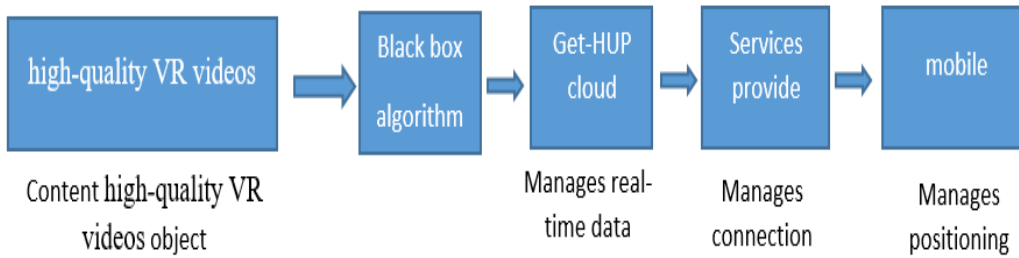 high-quality VR videos
Black box
algorithm
Get-HUP
cloud
Services
provide
mobile
Content high-quality VR
videos object
Manages real-
time data
Manages
connection
Manages
positioning